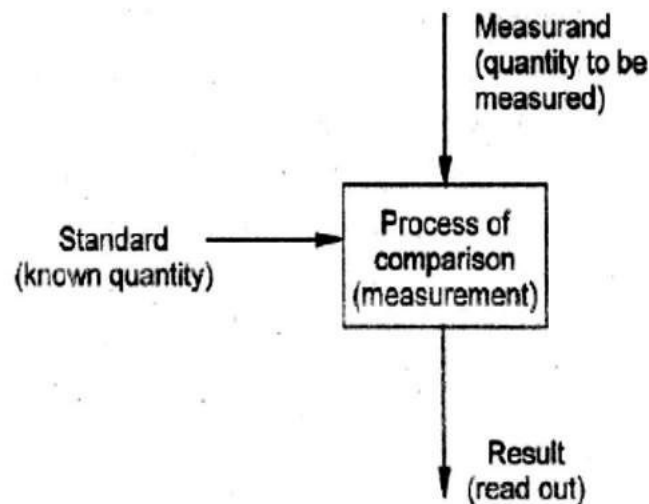 Measurand
(quantity to be
measured)
Standard
(known quantity)
Process of
comparison
(measurement)
Result
(read out)